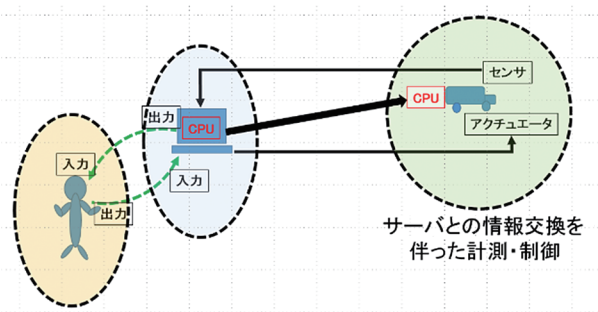 センサ
出力
CPU
CPU
アクチュエータ
入力
入力
出力
サーバとの情報交換を
伴った計測・制御